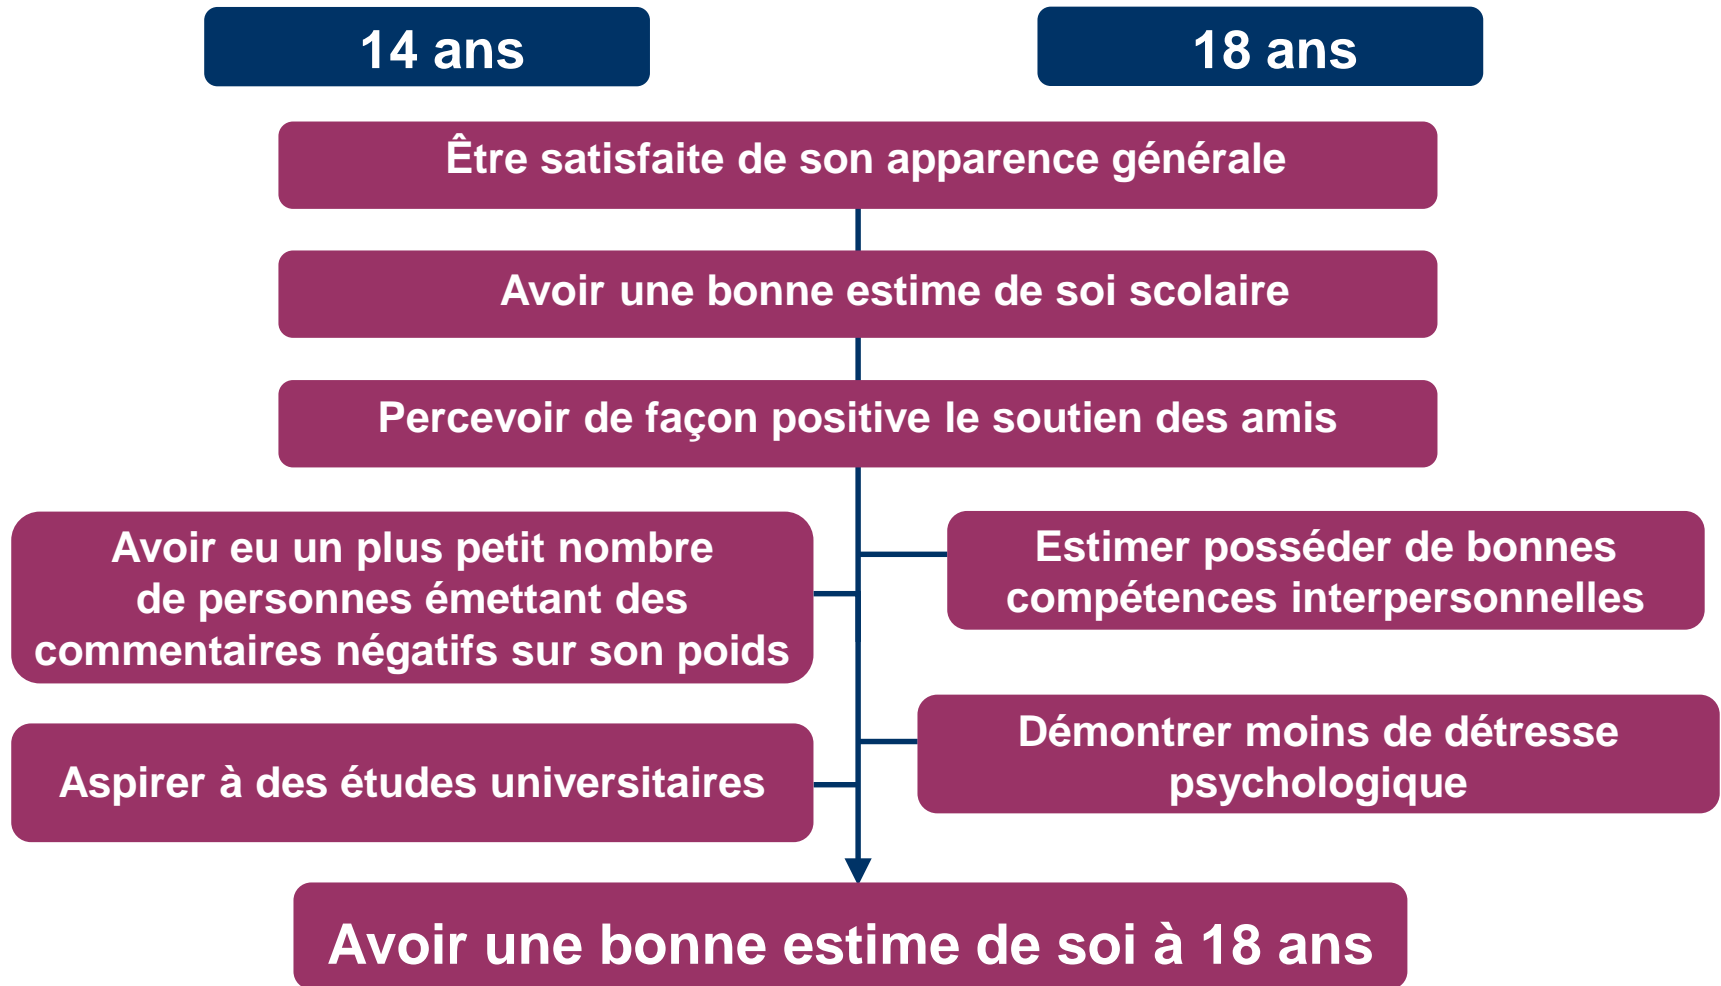 14 ans
18 ans
Être satisfaite de son apparence générale
Avoir une bonne estime de soi scolaire
Percevoir de façon positive le soutien des amis
Avoir eu un plus petit nombre
de personnes émettant des
commentaires négatifs sur son poids
Estimer posséder de bonnes
compétences interpersonnelles
Aspirer à des études universitaires
Démontrer moins de détresse
psychologique
Avoir une bonne estime de soi à 18 ans